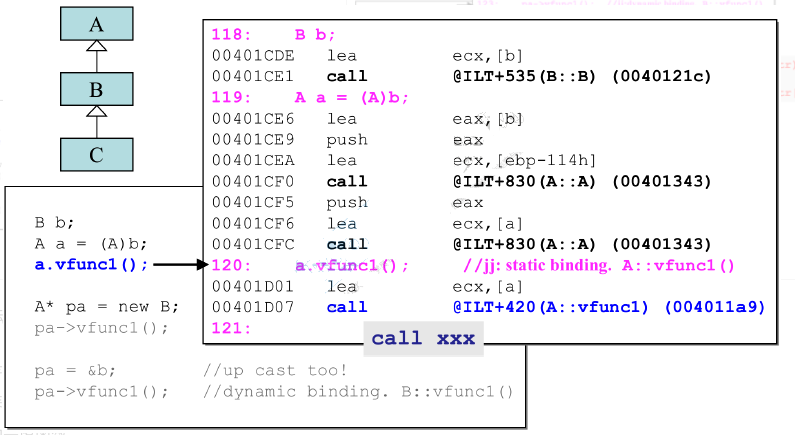 A
B
C
118: B b;
00401CDE lea ecx,[b]
00401CE1 call @ILT+535(B::B) (0040121c)
119: A a = (A)b;
00401CE6 lea eax,[b]
00401CE9 push eax
00401CEA lea ecx,[ebp-114h]
00401CF0 call @ILT+830(A::A) (00401343)
00401CF5 push eax
00401CF6 lea ecx,[a]
00401CFC call @ILT+830(A::A) (00401343)
120: a.vfunc1(); //jj: static binding. A::vfunc1()
00401D01 lea ecx,[a]
00401D07 call @ILT+420(A::vfunc1) (004011a9)
121:
call xxx
B b;
A a = (A)b;
a.vfunc1();
A* pa = new B;
pa->vfunc1();
pa = &b; //up cast too!
pa->vfunc1(); //dynamic binding. B::vfunc1()